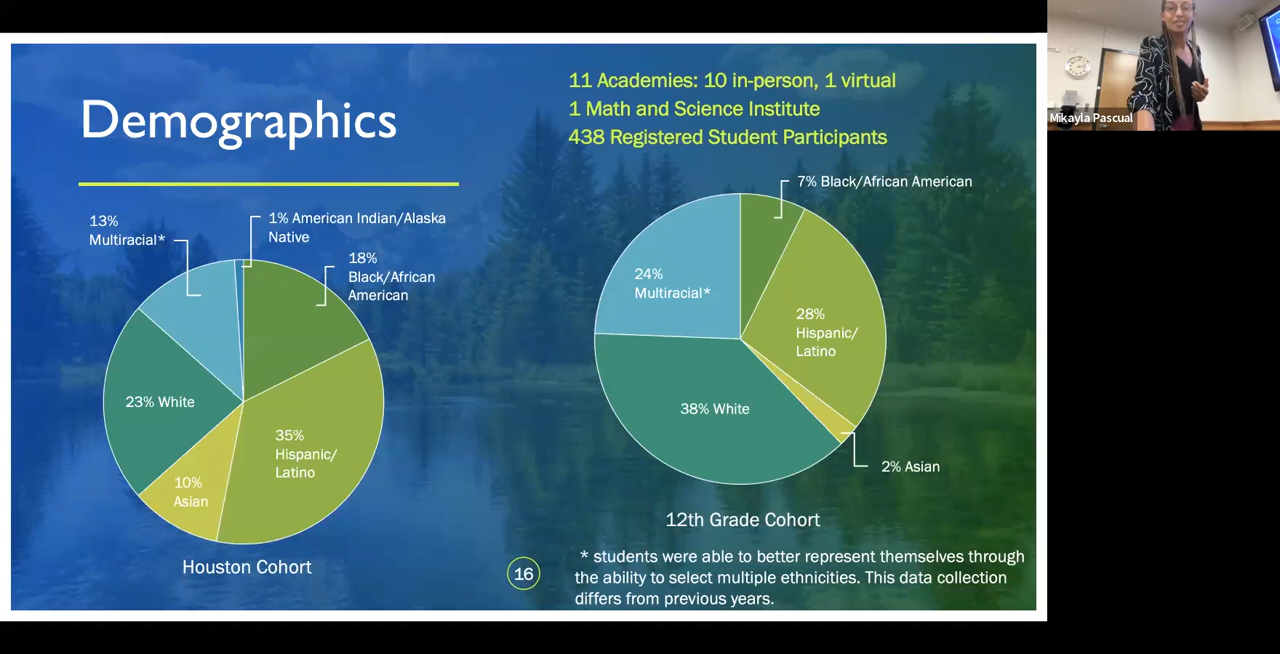 Demographics
11 Academies: 10 in-person, 1 virtual
1 Math and Science Institute
438 Registered Student Participants
13%
Multiracial*
1% American Indian/Alaska
Native
18%
Black/African
American
23% White
35%
Hispanic/
Latino
10%
Asian
Houston Cohort
7% Black/African American
24%
Multiracial*
28%
Hispanic/
Latino
38% White
2% Asian
12th Grade Cohort
* students were able to better represent themselves through
the ability to select multiple ethnicities. This data collection
differs from previous years.
16
Mikayla Pascual